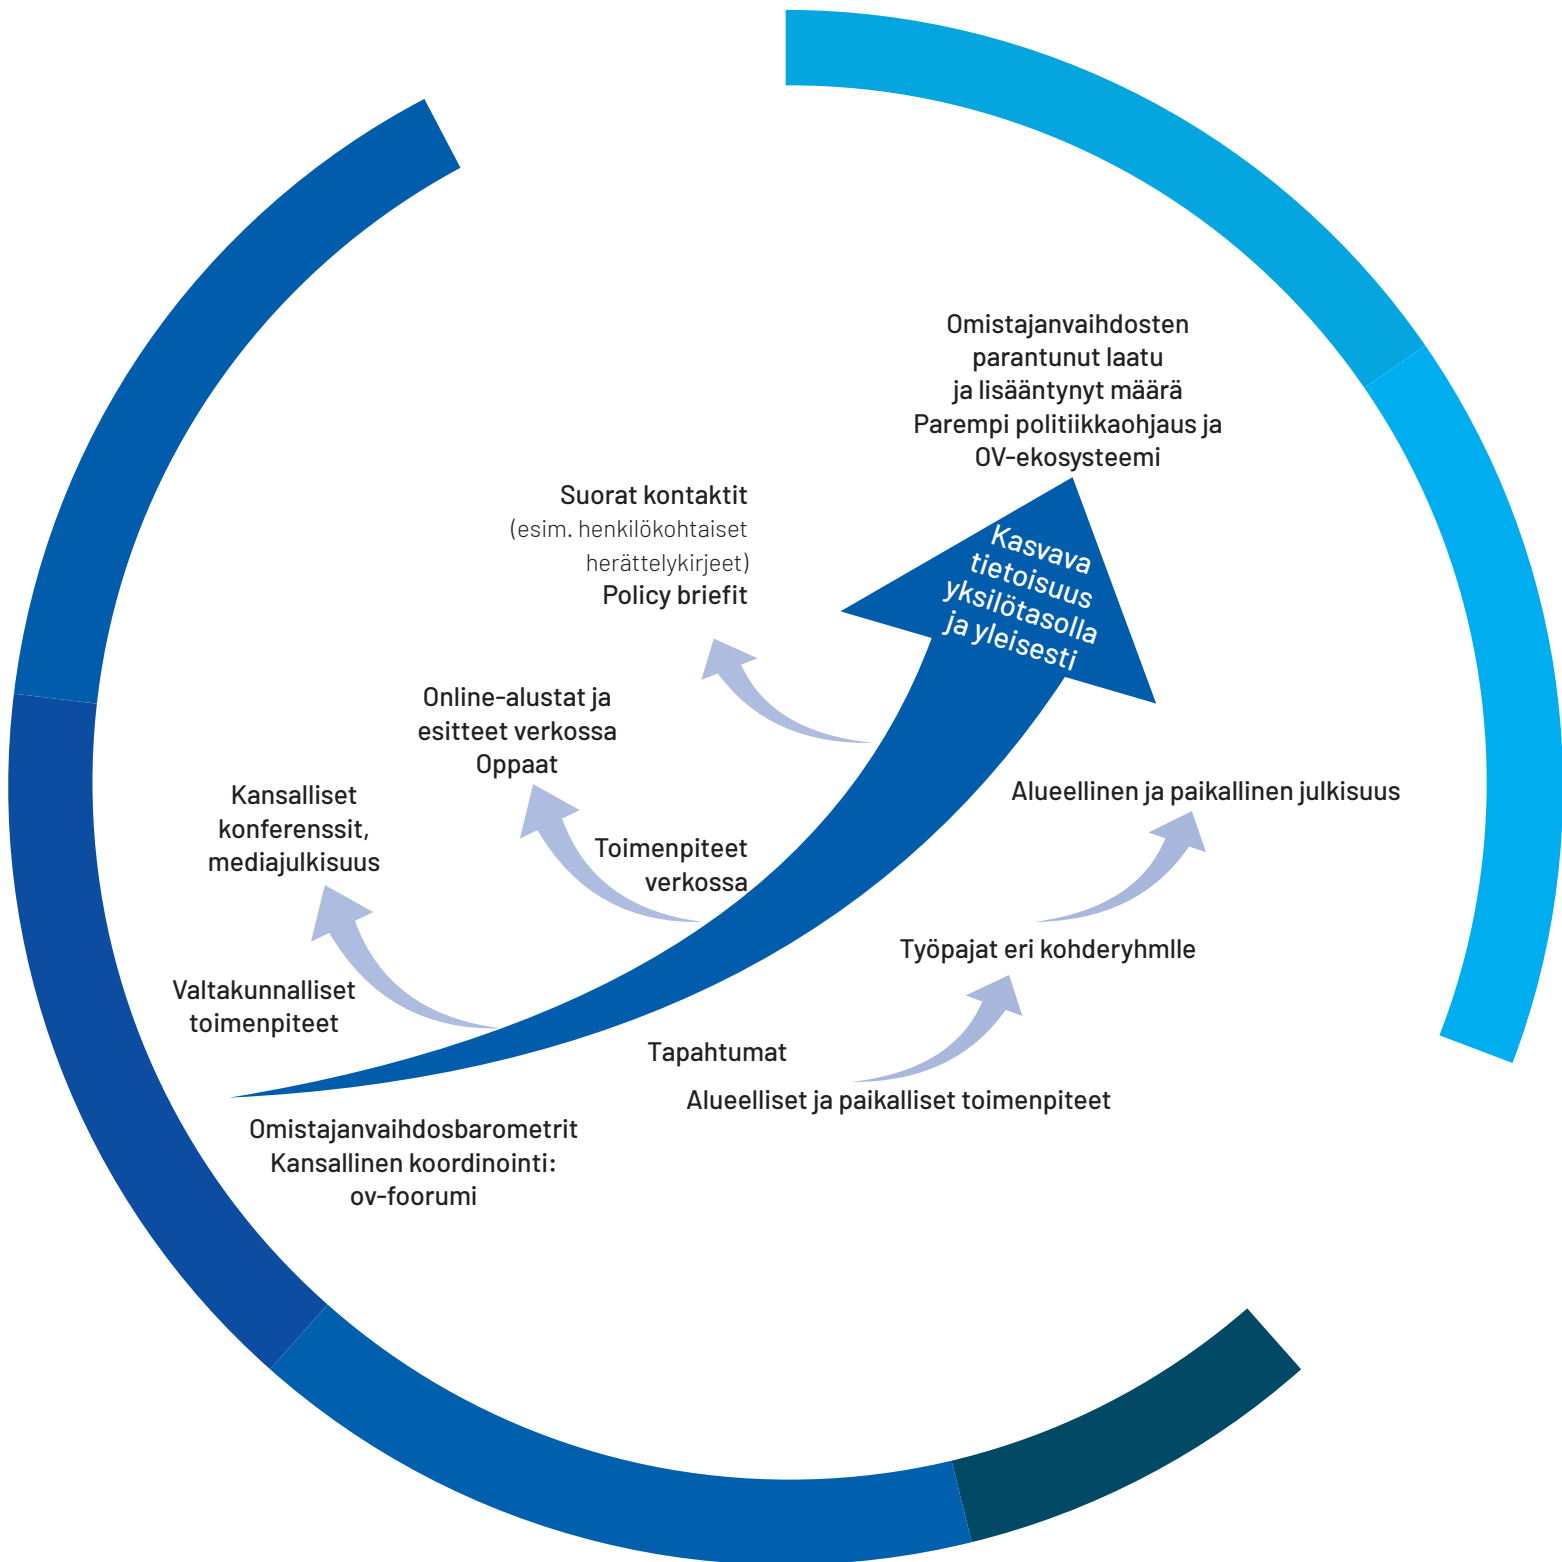 Omistajanvaihdosten
parantunut laatu
ja lisääntynyt määrä
Parempi politiikkaohjaus ja
OV-ekosysteemi
Kasvava
tietoisuus
yksilötasolla
ja yleisesti
Suorat kontaktit
(esim. henkilökohtaiset
herättelykirjeet)
Policy briefit
Online-alustat ja
esitteet verkossa
Oppaat
Toimenpiteet
verkossa
Kansalliset
konferenssit,
mediajulkisuus
Valtakunnalliset
toimenpiteet
Alueellinen ja paikallinen julkisuus
Työpajat eri kohderyhmlle
Tapahtumat
Alueelliset ja paikalliset toimenpiteet
Omistajanvaihdosbarometrit
Kansallinen koordinointi:
ov-foorumi